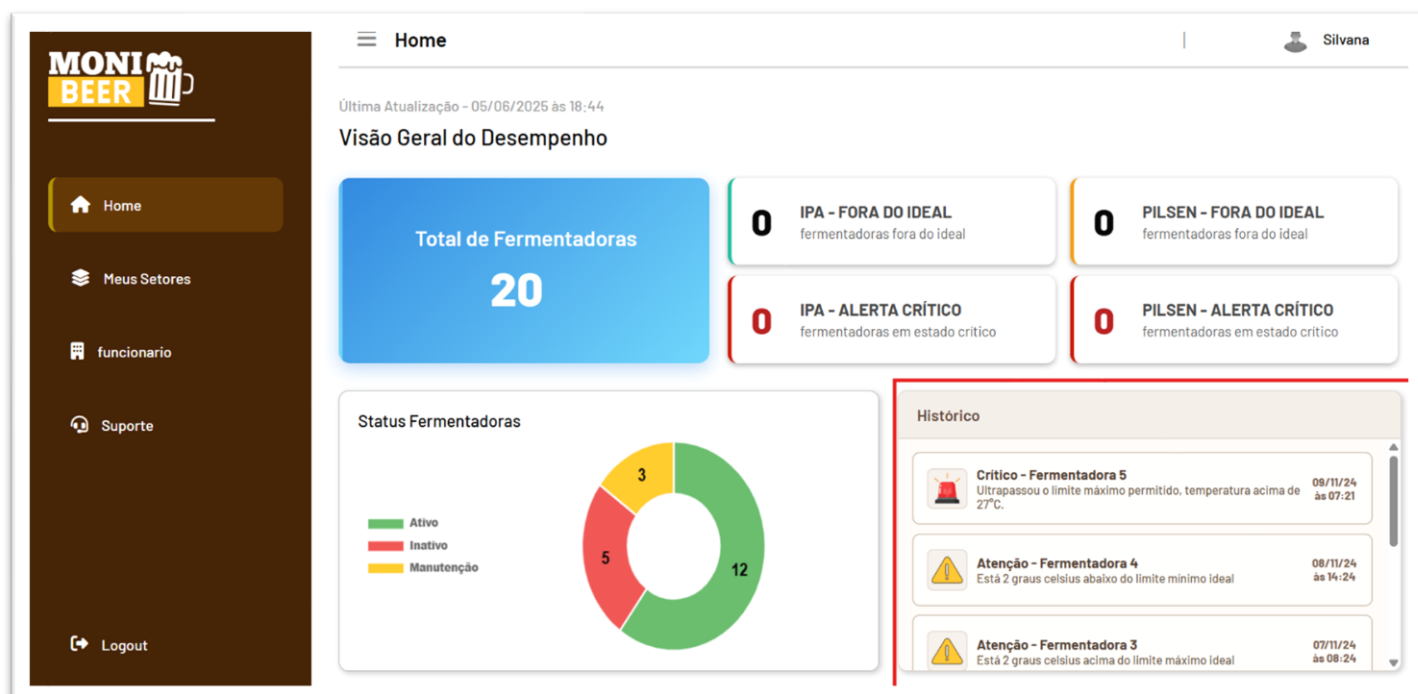 MONI
BEER
Home
Meus Setores
funcionario
Suporte
Logout
Home
Silvana
Última Atualização - 05/06/2025 às 18:44
Visão Geral do Desempenho
Total de Fermentadoras
20
0
IPA - FORA DO IDEAL
fermentadoras fora do ideal
0
PILSEN - FORA DO IDEAL
fermentadoras fora do ideal
0
IPA - ALERTA CRÍTICO
fermentadoras em estado crítico
0
PILSEN - ALERTA CRÍTICO
fermentadoras em estado crítico
Status Fermentadoras
Ativo
Inativo
Manutenção
3
5
12
Histórico
Crítico - Fermentadora 5
Ultrapassou o limite máximo permitido, temperatura acima de
27°C.
09/11/24
às 07:21
Atenção - Fermentadora 4
Está 2 graus celsius abaixo do limite mínimo ideal
08/11/24
às 14:24
Atenção - Fermentadora 3
Está 2 graus celsius acima do limite máximo ideal
07/11/24
às 08:24